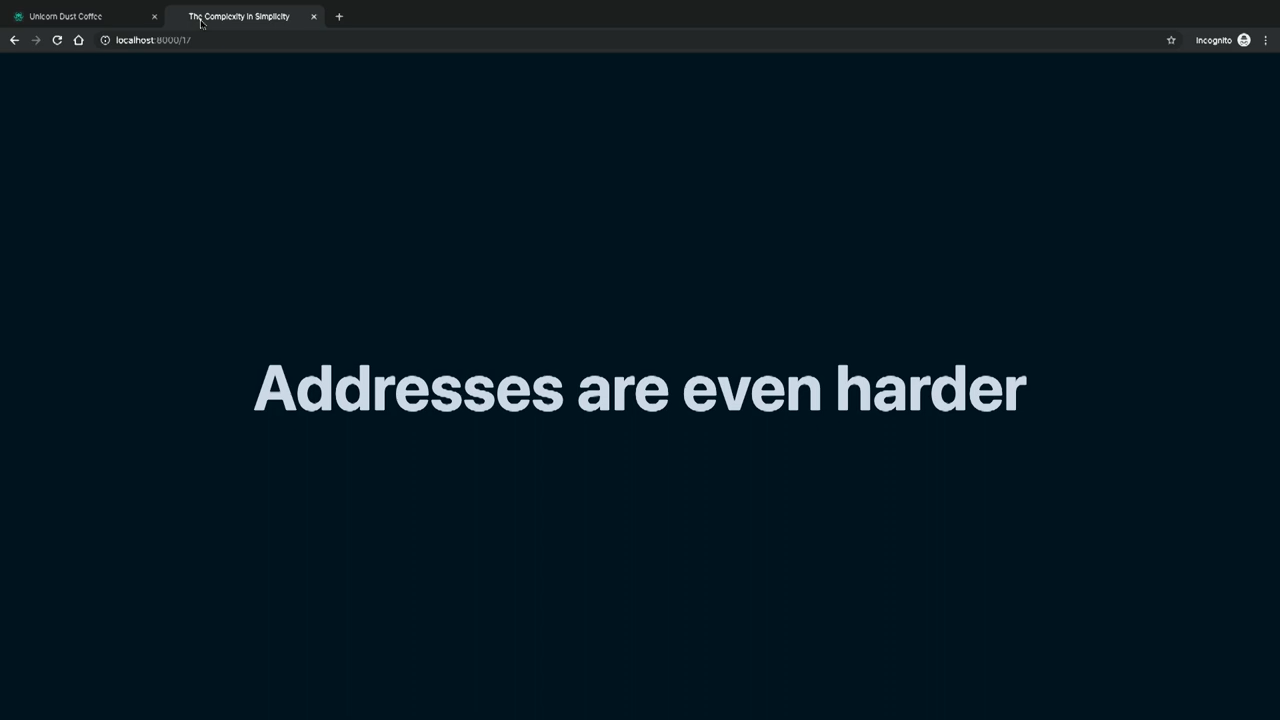 Unicorn Dust Coffee
The Complexity in Simplicity
localhost:8000/17
Incognito
Addresses are even harder